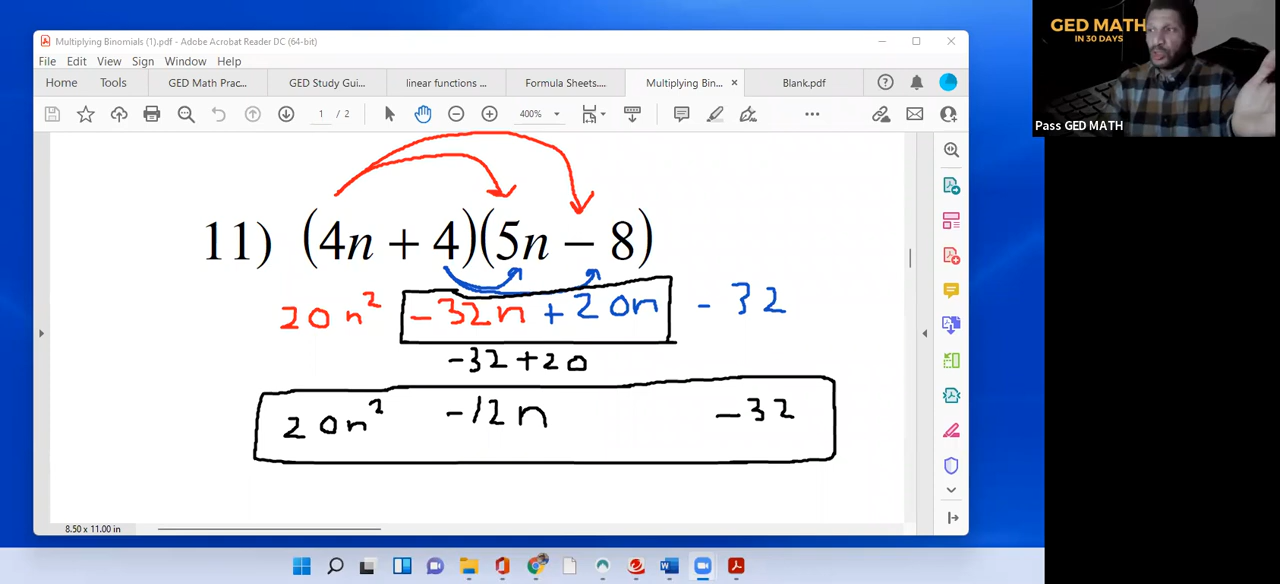 Multiplying Binomials (1).pdf - Adobe Acrobat Reader DC (64-bit)
File Edit View Sign Window Help
Home Tools GED Math Prac... GED Study Gui... linear functions ... Formula Sheets.... Multiplying Bin... × Blank.pdf
1 / 2 400%
11) (4n + 4)(5n − 8)
20n² -32n +20n - 32
-32+20
20n² -12n -32
8.50 x 11.00 in
GED MATH
IN 30 DAYS
Pass GED MATH